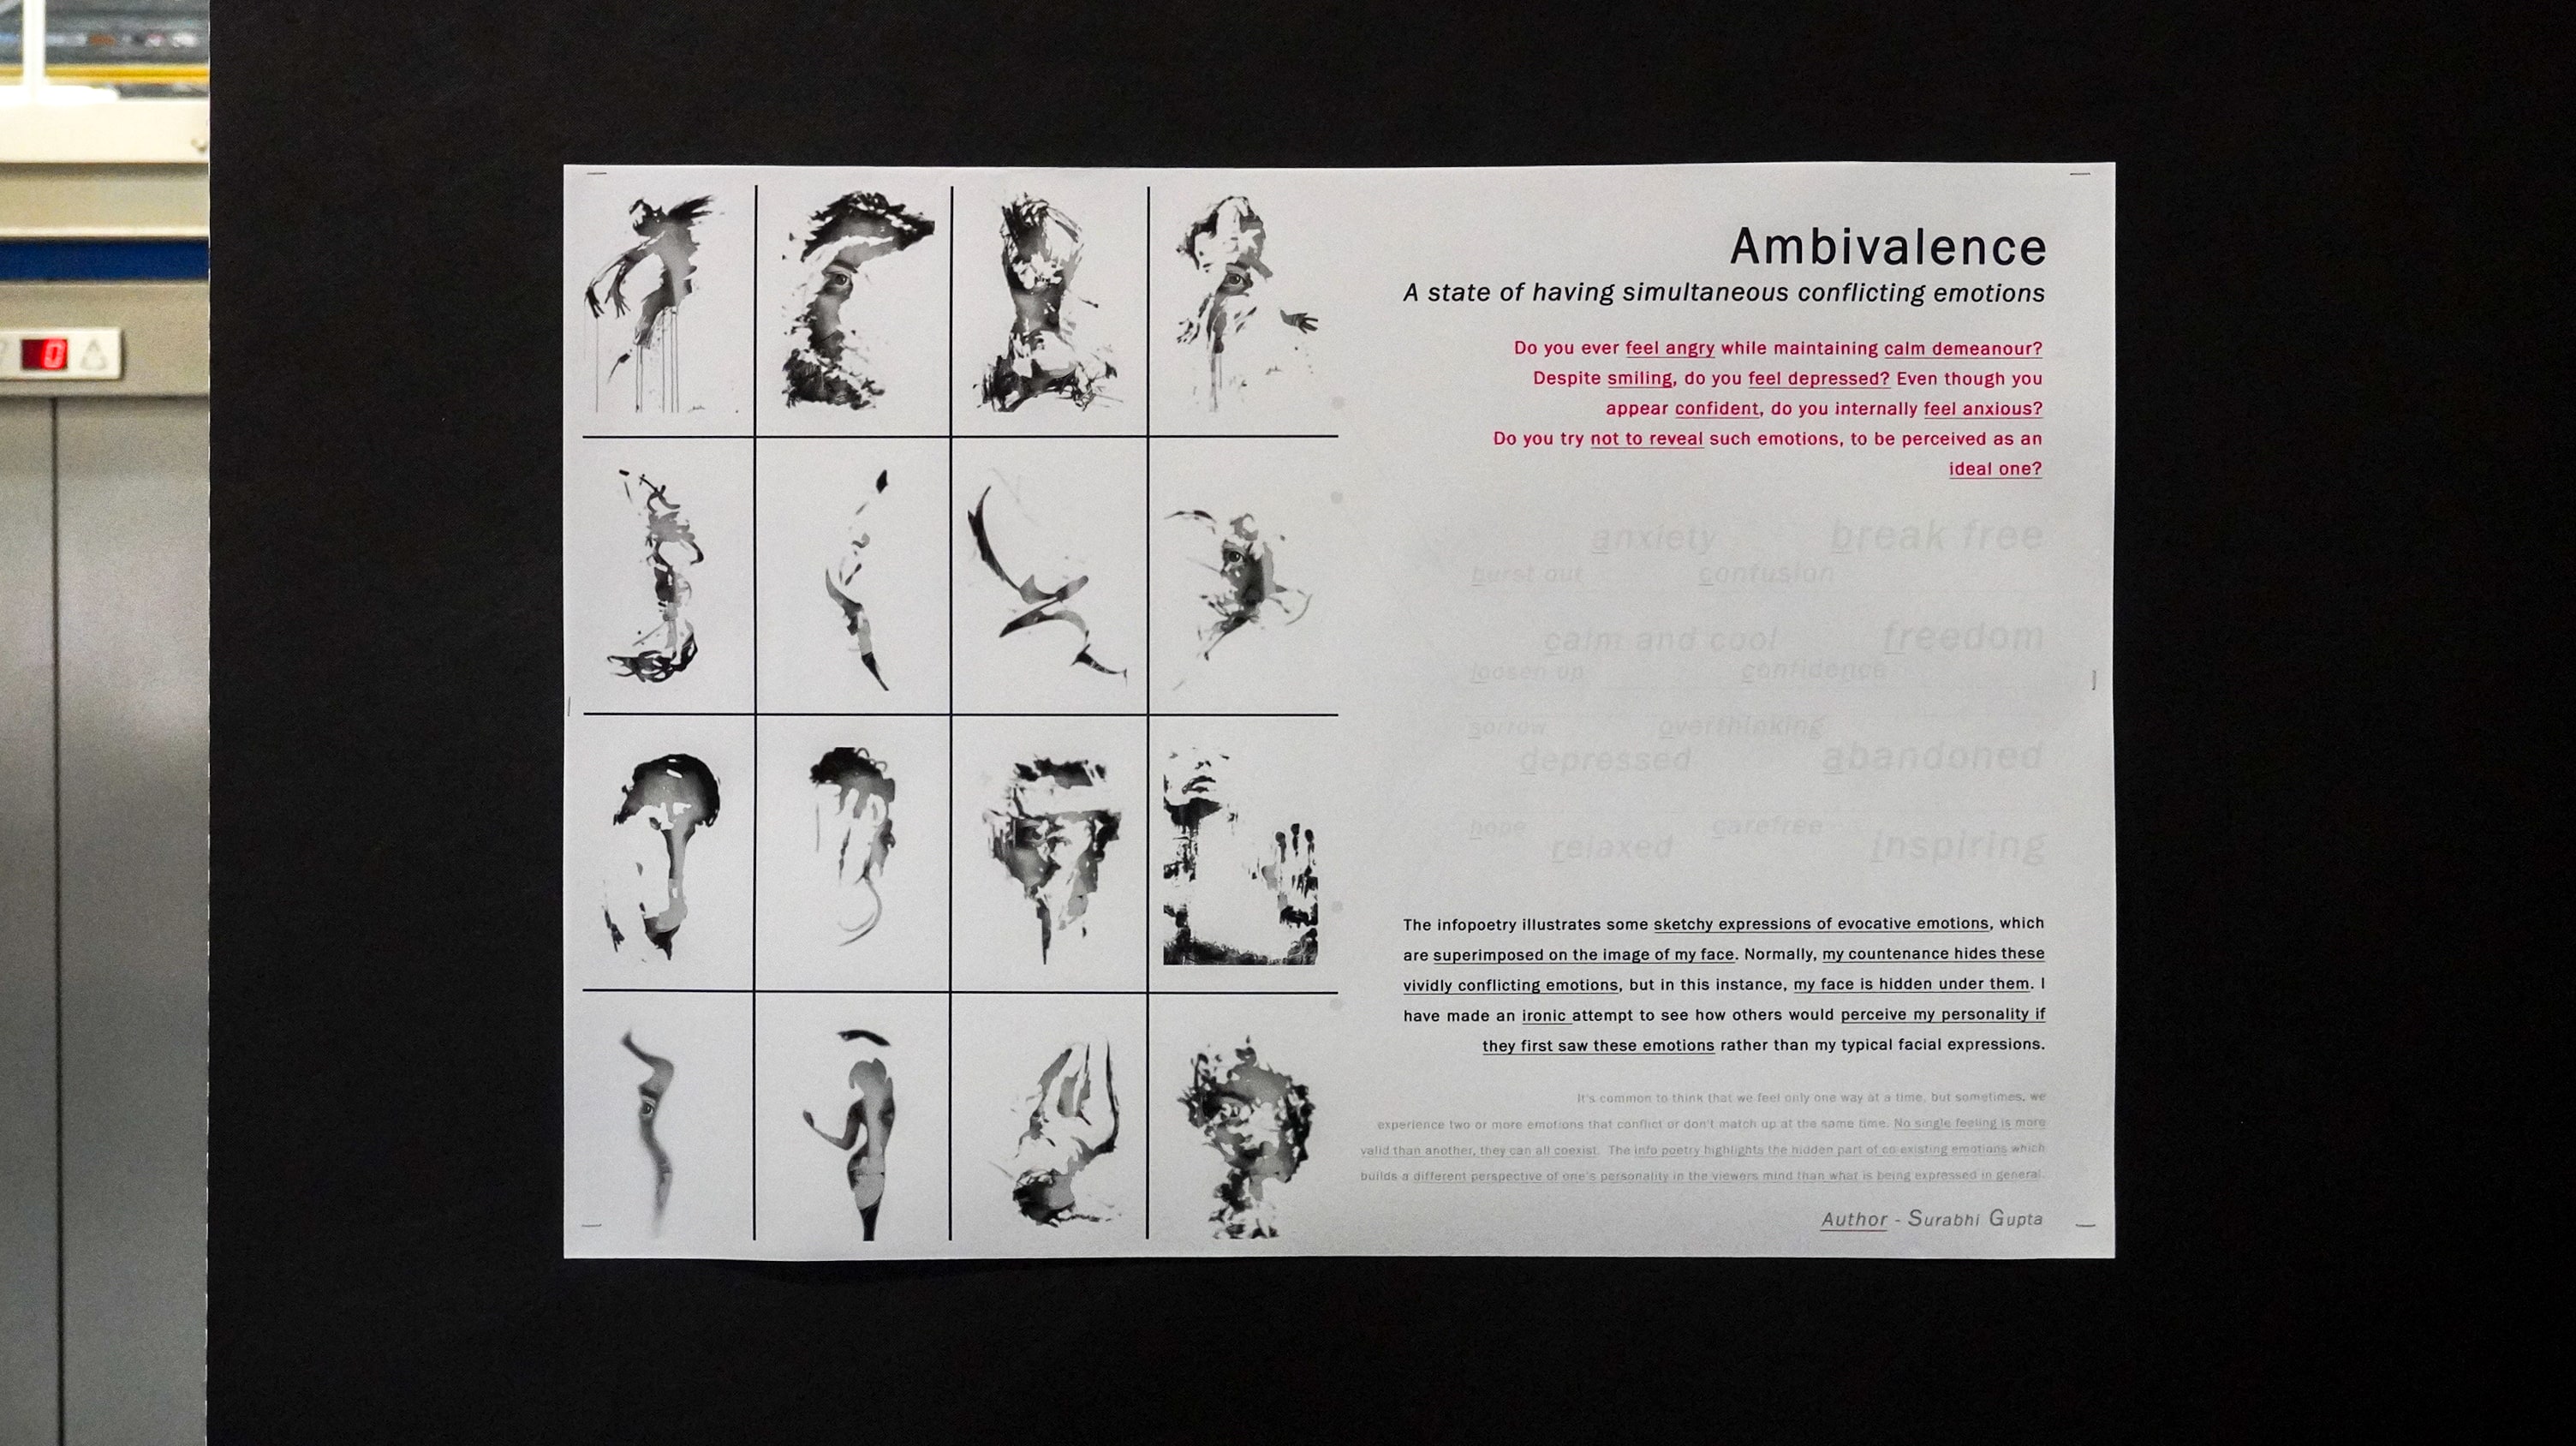 0
Ambivalence
A state of having simultaneous conflicting emotions
Do you ever feel angry while maintaining calm demeanour?
Despite smiling, do you feel depressed? Even though you
appear confident, do you internally feel anxious?
Do you try not to reveal such emotions, to be perceived as an
ideal one?
anxiety break free
burst out confusion
calm and cool freedom
loosen up confidence
sorrow overthinking
depressed abandoned
hope carefree
relaxed inspiring
The infopoetry illustrates some sketchy expressions of evocative emotions, which
are superimposed on the image of my face. Normally, my countenance hides these
vividly conflicting emotions, but in this instance, my face is hidden under them. I
have made an ironic attempt to see how others would perceive my personality if
they first saw these emotions rather than my typical facial expressions.
It's common to think that we feel only one way at a time, but sometimes, we
experience two or more emotions that conflict or don't match up at the same time. No single feeling is more
valid than another, they can all coexist. The info poetry highlights the hidden part of co-existing emotions which
builds a different perspective of one's personality in the viewers mind than what is being expressed in general.
Author - Surabhi Gupta